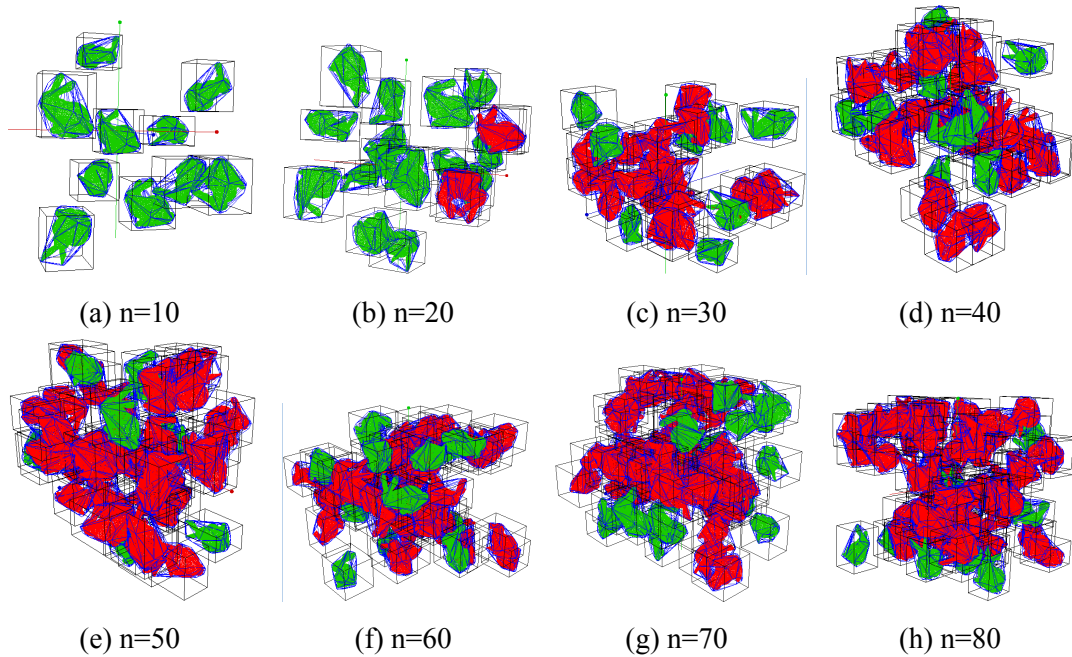 (a) n=10
(b) n=20
(c) n=30
(d) n=40
(e) n=50
(f) n=60
(g) n=70
(h) n=80